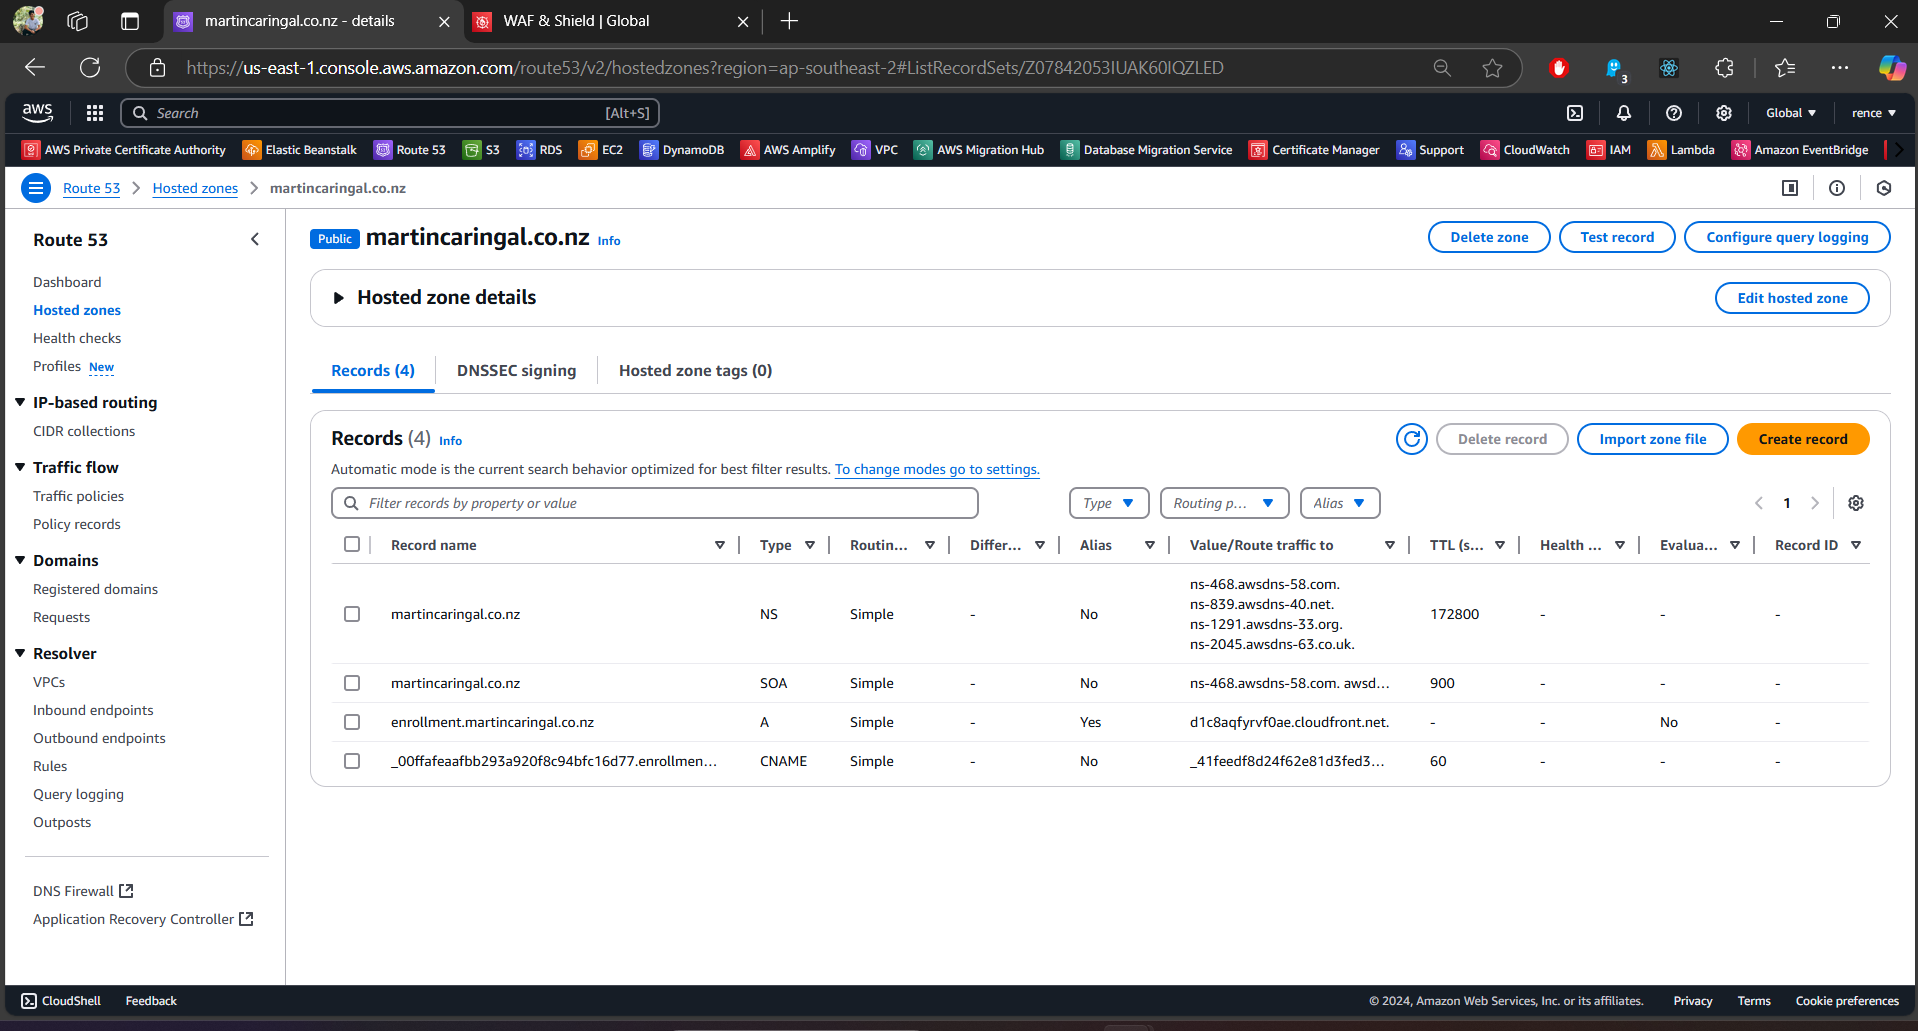 martincaringal.co.nz - details
WAF & Shield | Global
https://us-east-1.console.aws.amazon.com/route53/v2/hostedzones?region=ap-southeast-2#ListRecordSets/Z07842053IUAK60IQZLED
3
aws
Search
[Alt+S]
Global
rence
AWS Private Certificate Authority
Elastic Beanstalk
Route 53
S3
RDS
EC2
DynamoDB
AWS Amplify
VPC
AWS Migration Hub
Database Migration Service
Certificate Manager
Support
CloudWatch
IAM
Lambda
Amazon EventBridge
Route 53
Hosted zones
martincaringal.co.nz
Route 53
Dashboard
Hosted zones
Health checks
Profiles New
IP-based routing
CIDR collections
Traffic flow
Traffic policies
Policy records
Domains
Registered domains
Requests
Resolver
VPCs
Inbound endpoints
Outbound endpoints
Rules
Query logging
Outposts
DNS Firewall
Application Recovery Controller
Public martincaringal.co.nz Info
Delete zone
Test record
Configure query logging
Hosted zone details
Edit hosted zone
Records (4)
DNSSEC signing
Hosted zone tags (0)
Records (4) Info
Delete record
Import zone file
Create record
Automatic mode is the current search behavior optimized for best filter results. To change modes go to settings.
Filter records by property or value
Type
Routing p...
Alias
1
Record name Type Routin... Differ... Alias Value/Route traffic to TTL (s... Health ... Evalua... Record ID
ns-468.awsdns-58.com.
ns-839.awsdns-40.net.
martincaringal.co.nz NS Simple - No 172800 - - -
ns-1291.awsdns-33.org.
ns-2045.awsdns-63.co.uk.
martincaringal.co.nz SOA Simple - No ns-468.awsdns-58.com. awsd... 900 - - -
enrollment.martincaringal.co.nz A Simple - Yes d1c8aqfyrvf0ae.cloudfront.net. - - No -
_00ffafeaafbb293a920f8c94bfc16d77.enrollmen... CNAME Simple - No _41feedf8d24f62e81d3fed3... 60 - - -
CloudShell
Feedback
© 2024, Amazon Web Services, Inc. or its affiliates.
Privacy
Terms
Cookie preferences